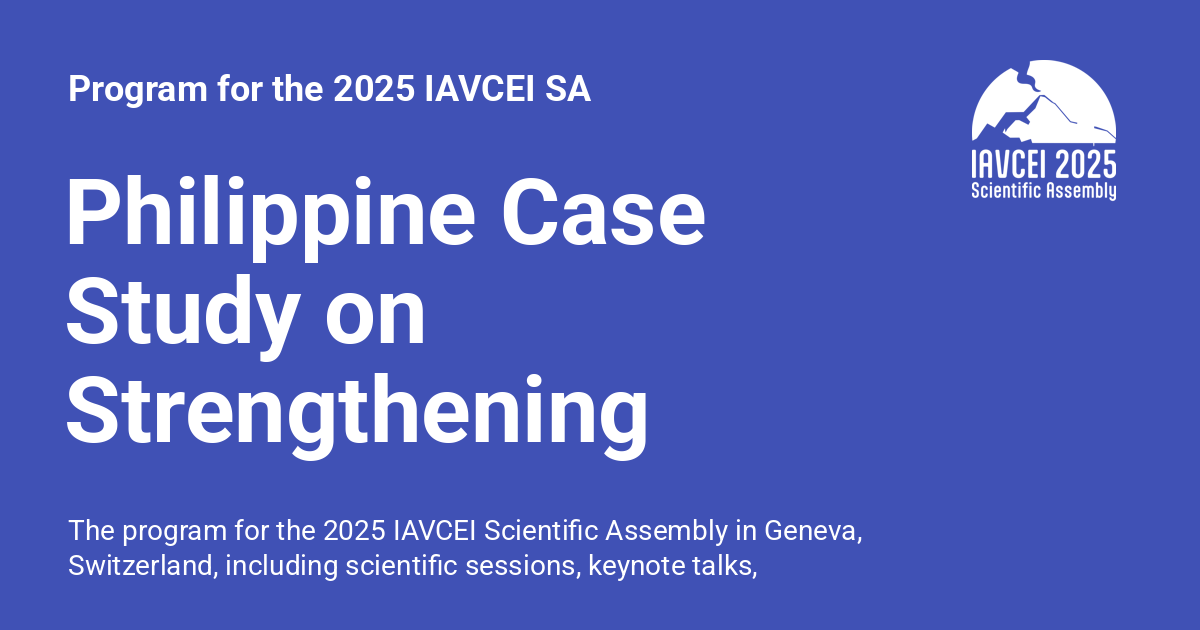 Program for the 2025 IAVCEI SA
IAVCEI 2025
Scientific Assembly
Philippine Case
Study on
Strengthening
The program for the 2025 IAVCEI Scientific Assembly in Geneva,
Switzerland, including scientific sessions, keynote talks,